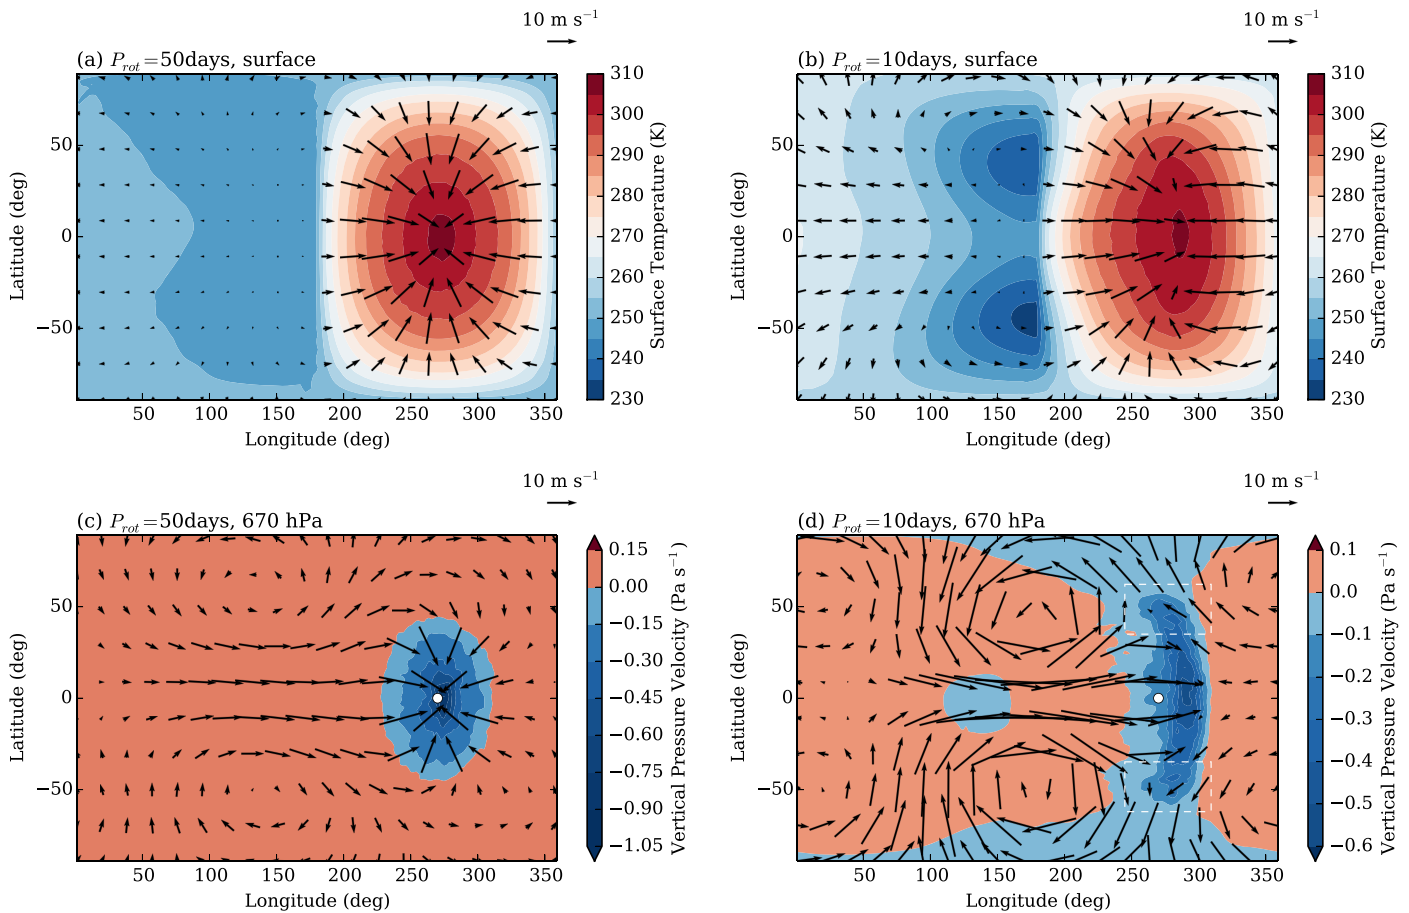 10 m s⁻¹
10 m s⁻¹
(a) P_rot=50days, surface
(b) P_rot=10days, surface
310
300
290
280
270
260
250
240
230
Surface Temperature (K)
310
300
290
280
270
260
250
240
230
Surface Temperature (K)
50
0
−50
Latitude (deg)
50
0
−50
Latitude (deg)
50 100 150 200 250 300 350
Longitude (deg)
50 100 150 200 250 300 350
Longitude (deg)
10 m s⁻¹
10 m s⁻¹
(c) P_rot=50days, 670 hPa
(d) P_rot=10days, 670 hPa
0.15
0.00
−0.15
−0.30
−0.45
−0.60
−0.75
−0.90
−1.05
Vertical Pressure Velocity (Pa s⁻¹)
0.1
0.0
−0.1
−0.2
−0.3
−0.4
−0.5
−0.6
Vertical Pressure Velocity (Pa s⁻¹)
50
0
−50
Latitude (deg)
50
0
−50
Latitude (deg)
50 100 150 200 250 300 350
Longitude (deg)
50 100 150 200 250 300 350
Longitude (deg)